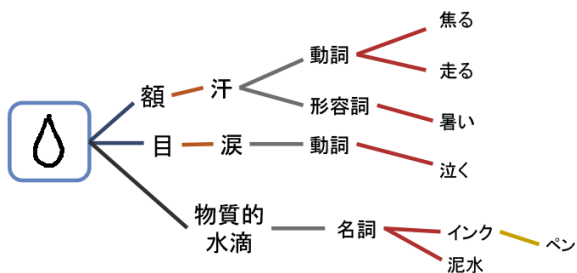 焦る
動詞
走る
額
汗
形容詞
暑い
目
涙
動詞
泣く
物質的
水滴
名詞
インク
ペン
泥水